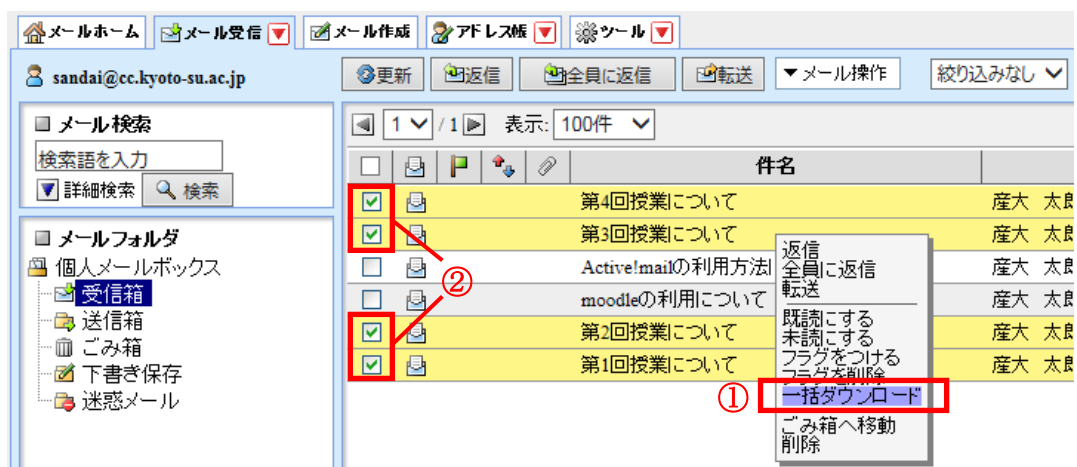 メールホーム メール受信 メール作成 アドレス帳 ツール
sandai@cc.kyoto-su.ac.jp
更新 返信 全員に返信 転送 ▼メール操作 絞り込みなし
メール検索
検索語を入力
詳細検索 検索
メールフォルダ
個人メールボックス
受信箱
送信箱
ごみ箱
下書き保存
迷惑メール
1 / 1 表示: 100件
件名
第4回授業について 産大 太
第3回授業について 産大 太
Active!mailの利用方法 産大 太
moodleの利用について 産大 太
第2回授業について 産大 太
第1回授業について 産大 太
②
返信
全員に返信
転送
既読にする
未読にする
フラグをつける
フラグを削除
① 一括ダウンロード
ごみ箱へ移動
削除